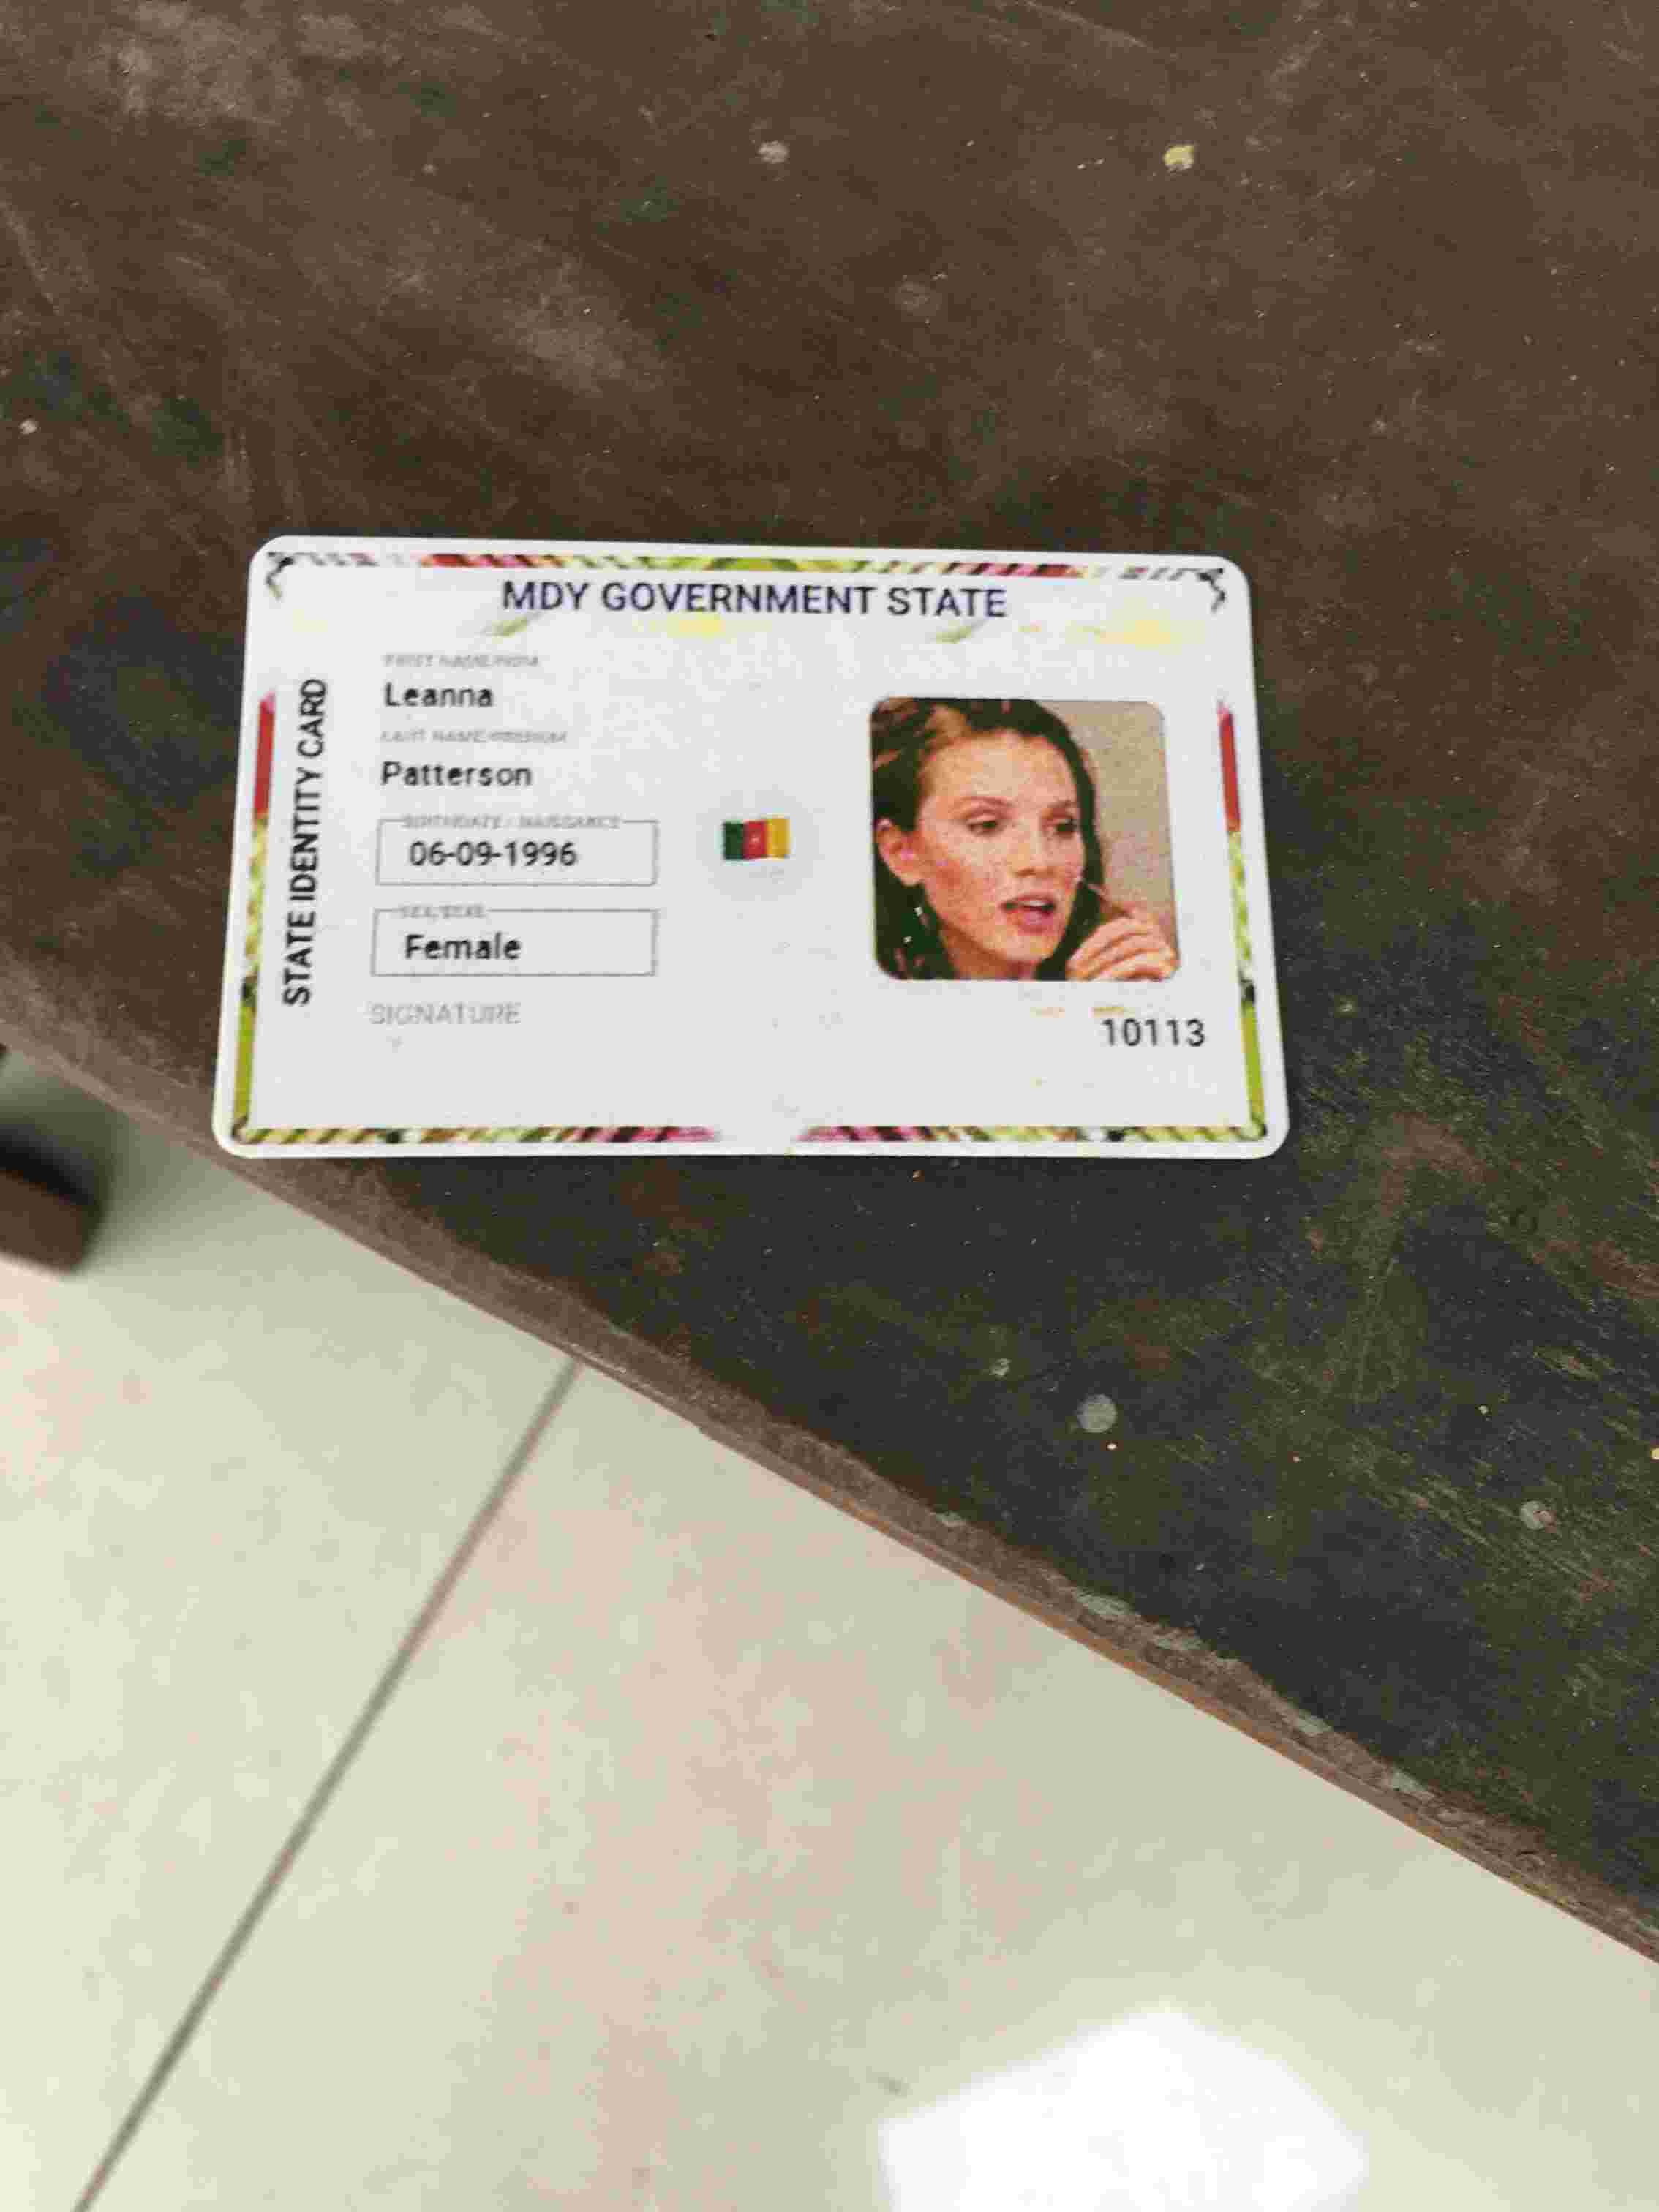 MDY GOVERNMENT STATE
STATE IDENTITY CARD
FIRST NAME/NOM
Leanna
LAST NAME/PRENOM
Patterson
BIRTHDATE / NAISSANCE
06-09-1996
SEX/SEXE
Female
SIGNATURE
10113